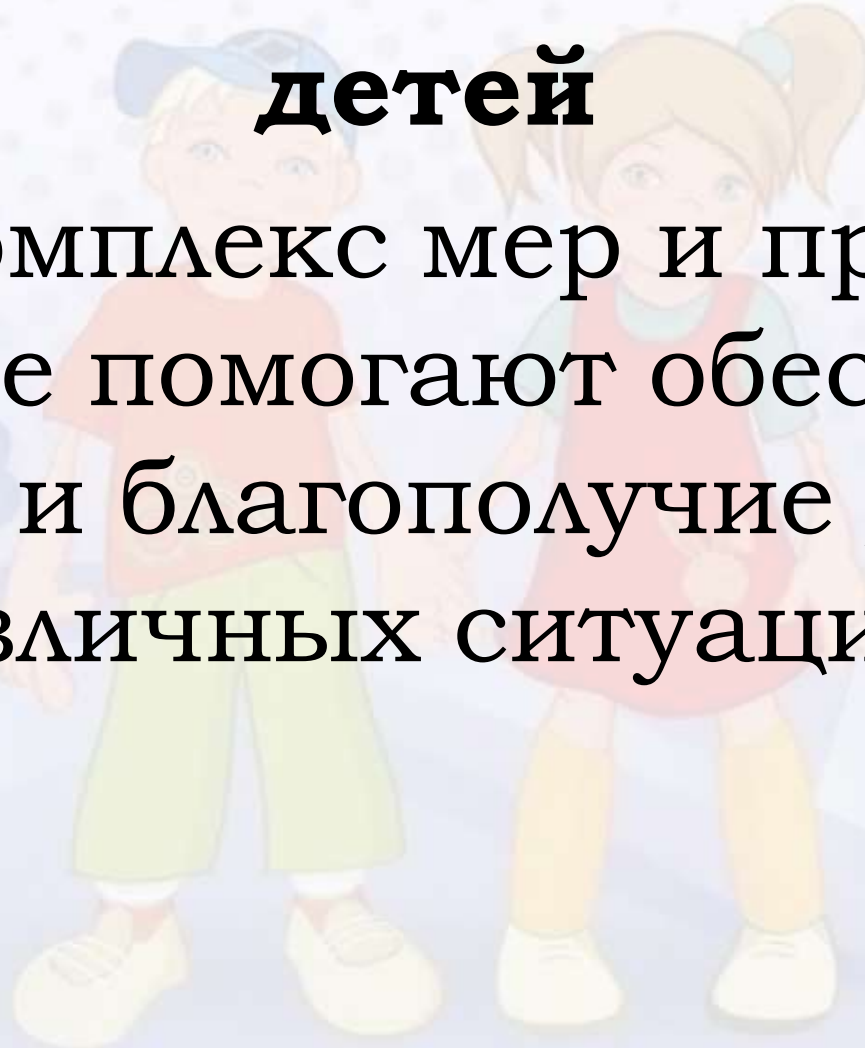 детей
омплекс мер и пр
е помогают обес
и благополучие
зличных ситуаци